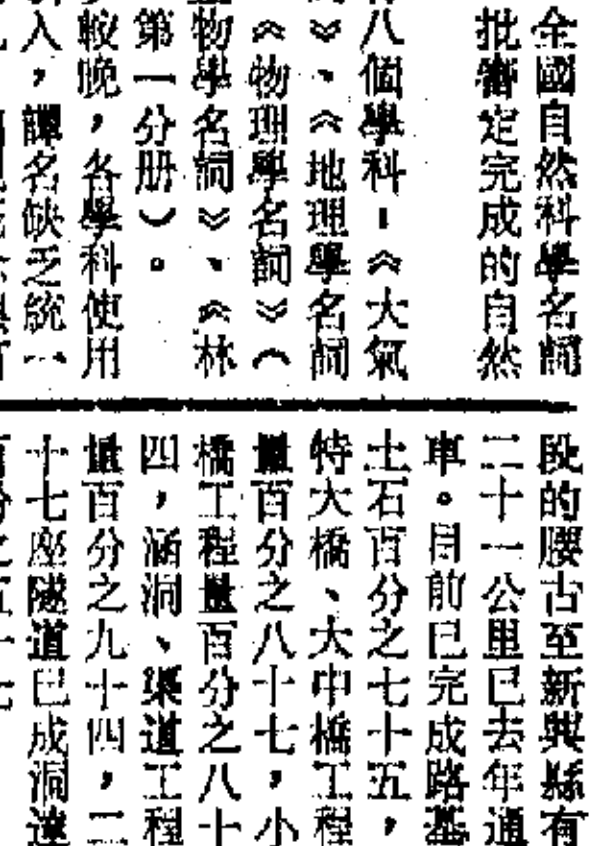 全國自然科學名詞
批審定完成的自然
八個學科:《大氣
》、《地理學名詞
《物理學名詞》(
物學名詞》、《林
第一分册)。
較晚,各學科使用
入,譯名缺乏統一
段的腰古至新興縣有
二十一公里已去年通
車。目前已完成路基
土石百分之七十五,
特大橋、大中橋工程
量百分之八十七,小
橋工程量百分之八十
四,涵洞、渠道工程
量百分之九十四,二
十七座隧道已成洞達